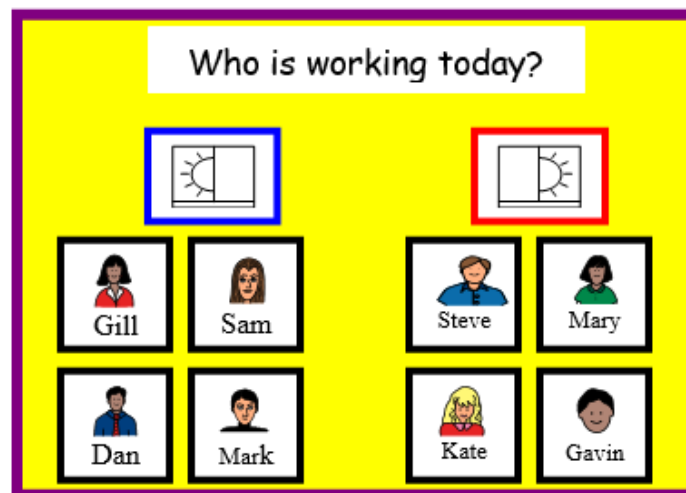 Who is working today?
Gill
Sam
Steve
Mary
Dan
Mark
Kate
Gavin